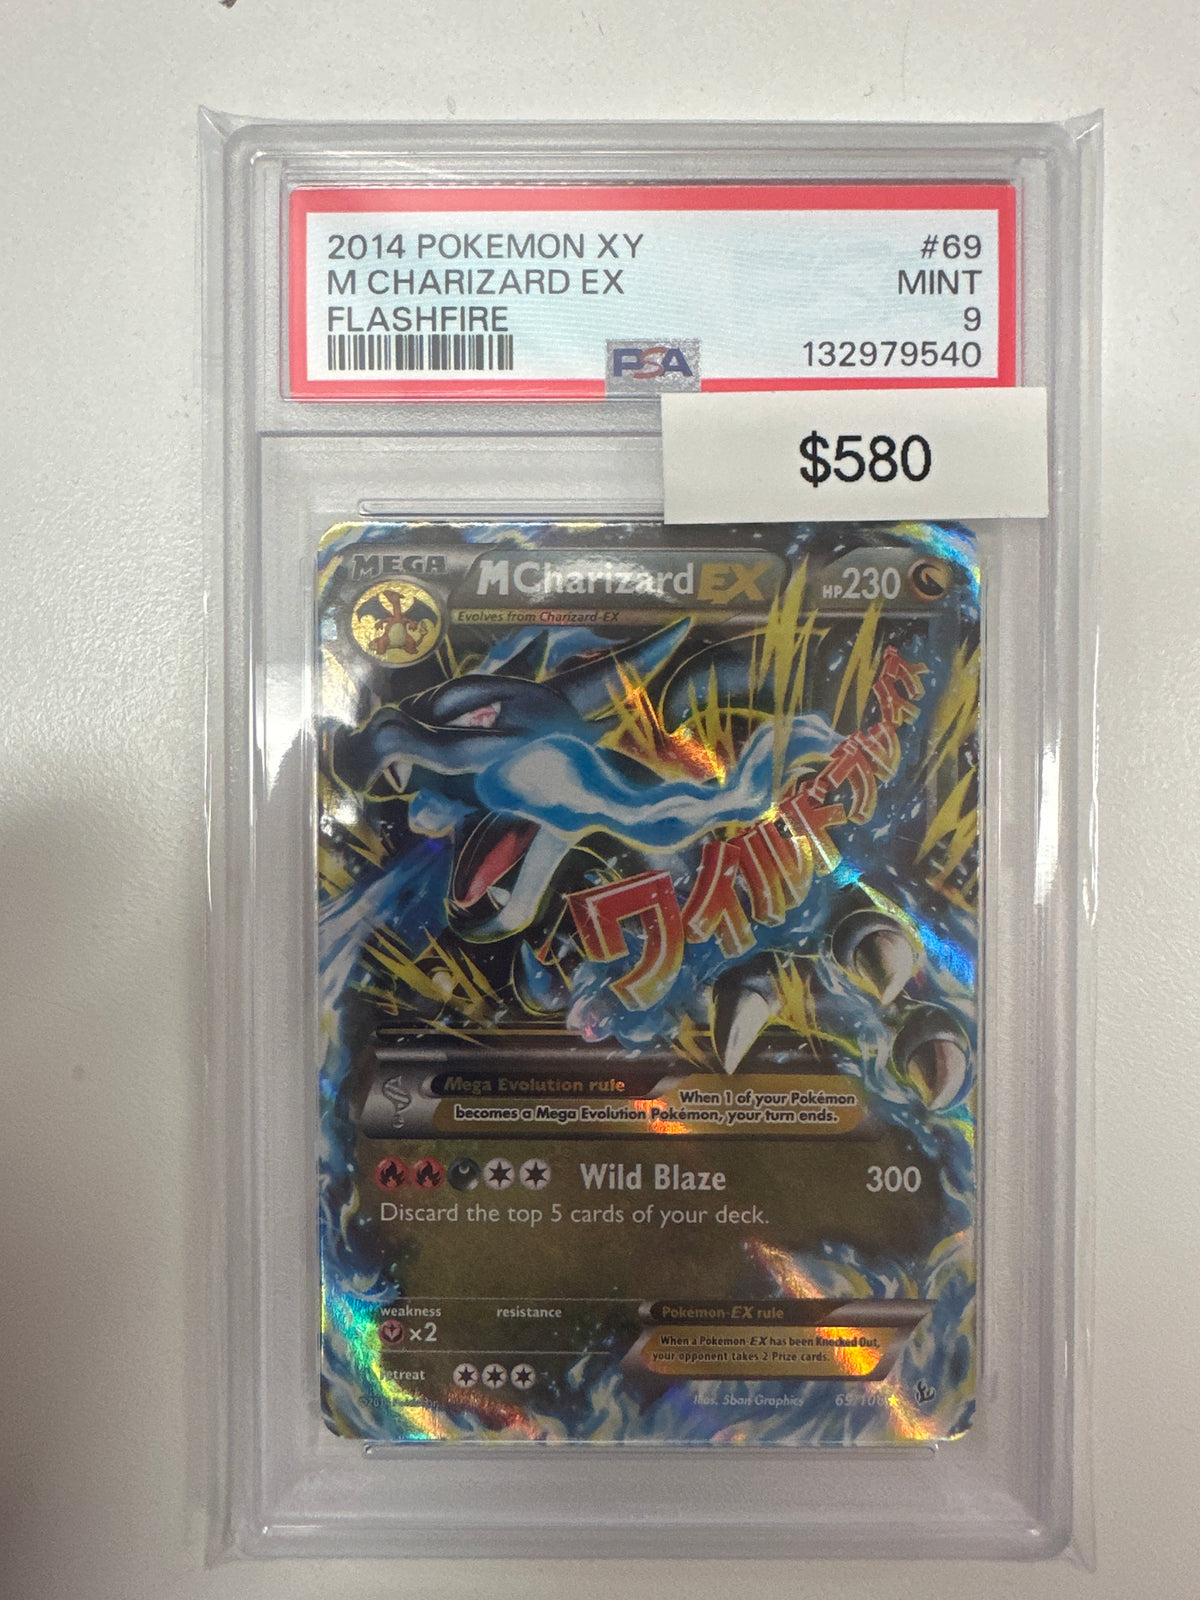 2014 POKEMON XY #69
M CHARIZARD EX MINT
FLASHFIRE 9
PSA 132979540
$580
MEGA
M Charizard EX HP 230
Evolves from Charizard-EX
ワイルドブレイズ
Mega Evolution rule
When 1 of your Pokémon
becomes a Mega Evolution Pokémon, your turn ends.
Wild Blaze 300
Discard the top 5 cards of your deck.
weakness resistance
×2
Pokémon-EX rule
When a Pokémon-EX has been Knocked Out,
your opponent takes 2 Prize cards.
retreat
Illus. 5ban Graphics 69/106